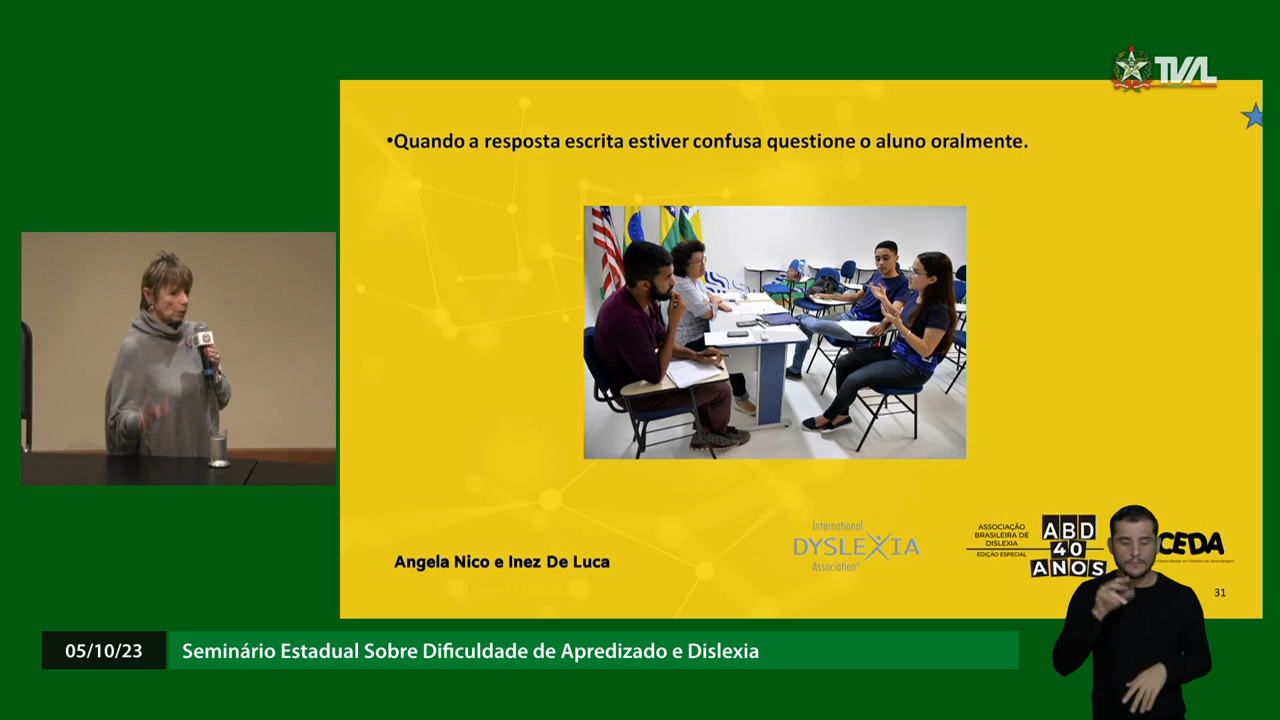 TVAL
•Quando a resposta escrita estiver confusa questione o aluno oralmente.
Angela Nico e Inez De Luca
International
DYSLEXIA
Association
ASSOCIAÇÃO
BRASILEIRA DE
DISLEXIA
EDIÇÃO ESPECIAL
ABD
40
ANOS
CEDA
31
05/10/23
Seminário Estadual Sobre Dificuldade de Apredizado e Dislexia